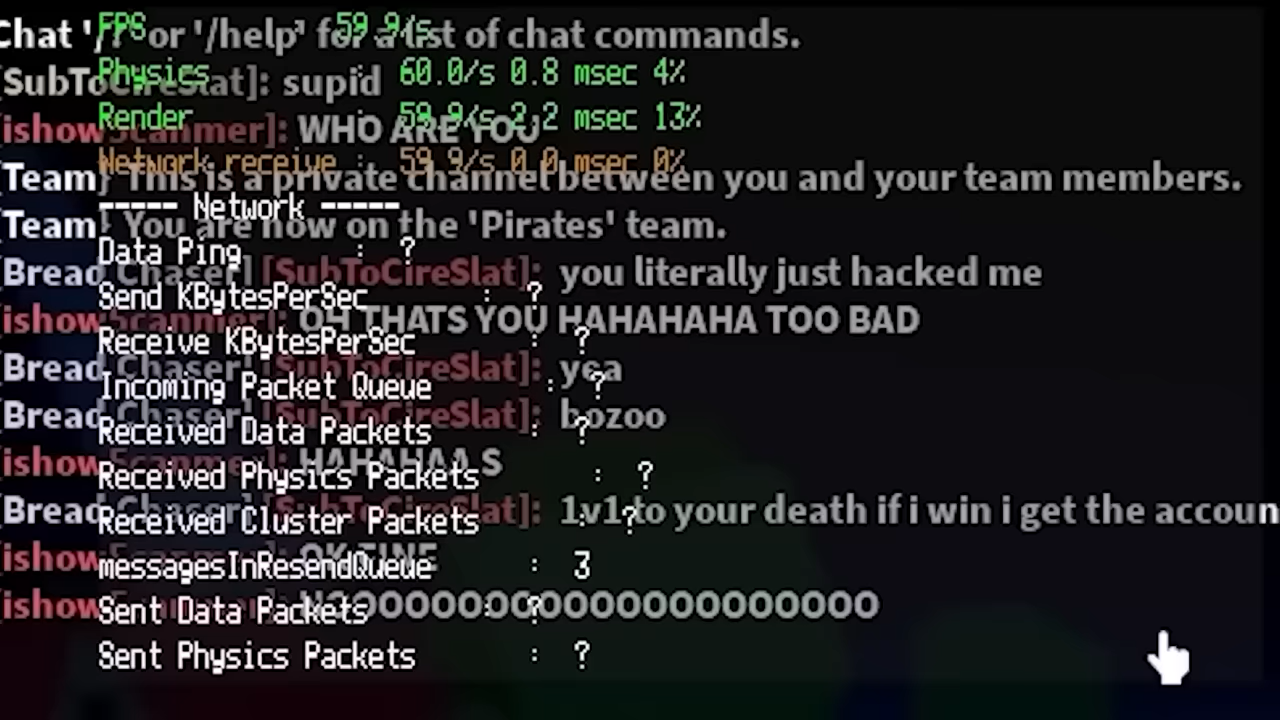 Chat '/?' or '/help' for a list of chat commands.
[SubToCireSlat]: supid
[ishowScanmer]: WHO ARE YOU
{Team} This is a private channel between you and your team members.
{Team} You are now on the 'Pirates' team.
[Bread Chaser] [SubToCireSlat]: you literally just hacked me
[ishowScanmer]: OH THATS YOU HAHAHAHA TOO BAD
[Bread Chaser] [SubToCireSlat]: yea
[Bread Chaser] [SubToCireSlat]: bozoo
[ishowScanmer]: HAHAHAA S
[Bread Chaser] [SubToCireSlat]: 1v1 to your death if i win i get the accoun
[ishowScanmer]: OK FINE
[ishowScanmer]: NOOOOOOOOOOOOOOOOOOOOOOO
FPS : 59.9/s
Physics : 60.0/s 0.8 msec 4%
Render : 59.9/s 2.2 msec 13%
Network receive : 59.9/s 0.0 msec 0%
----- Network -----
Data Ping : ?
Send KBytesPerSec : ?
Receive KBytesPerSec : ?
Incoming Packet Queue : ?
Received Data Packets : ?
Received Physics Packets : ?
Received Cluster Packets : ?
messagesInResendQueue : 3
Sent Data Packets : ?
Sent Physics Packets : ?